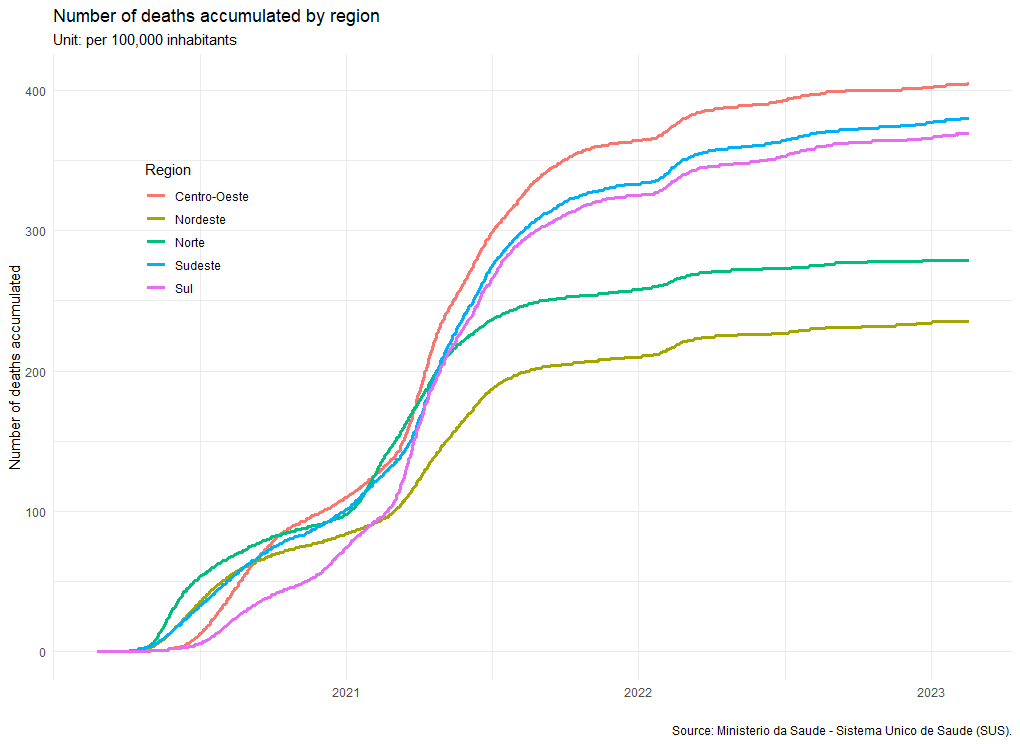 Number of deaths accumulated by region
Unit: per 100,000 inhabitants
400
300
200
100
0
Number of deaths accumulated
Region
Centro-Oeste
Nordeste
Norte
Sudeste
Sul
2021
2022
2023
Source: Ministerio da Saude - Sistema Unico de Saude (SUS).